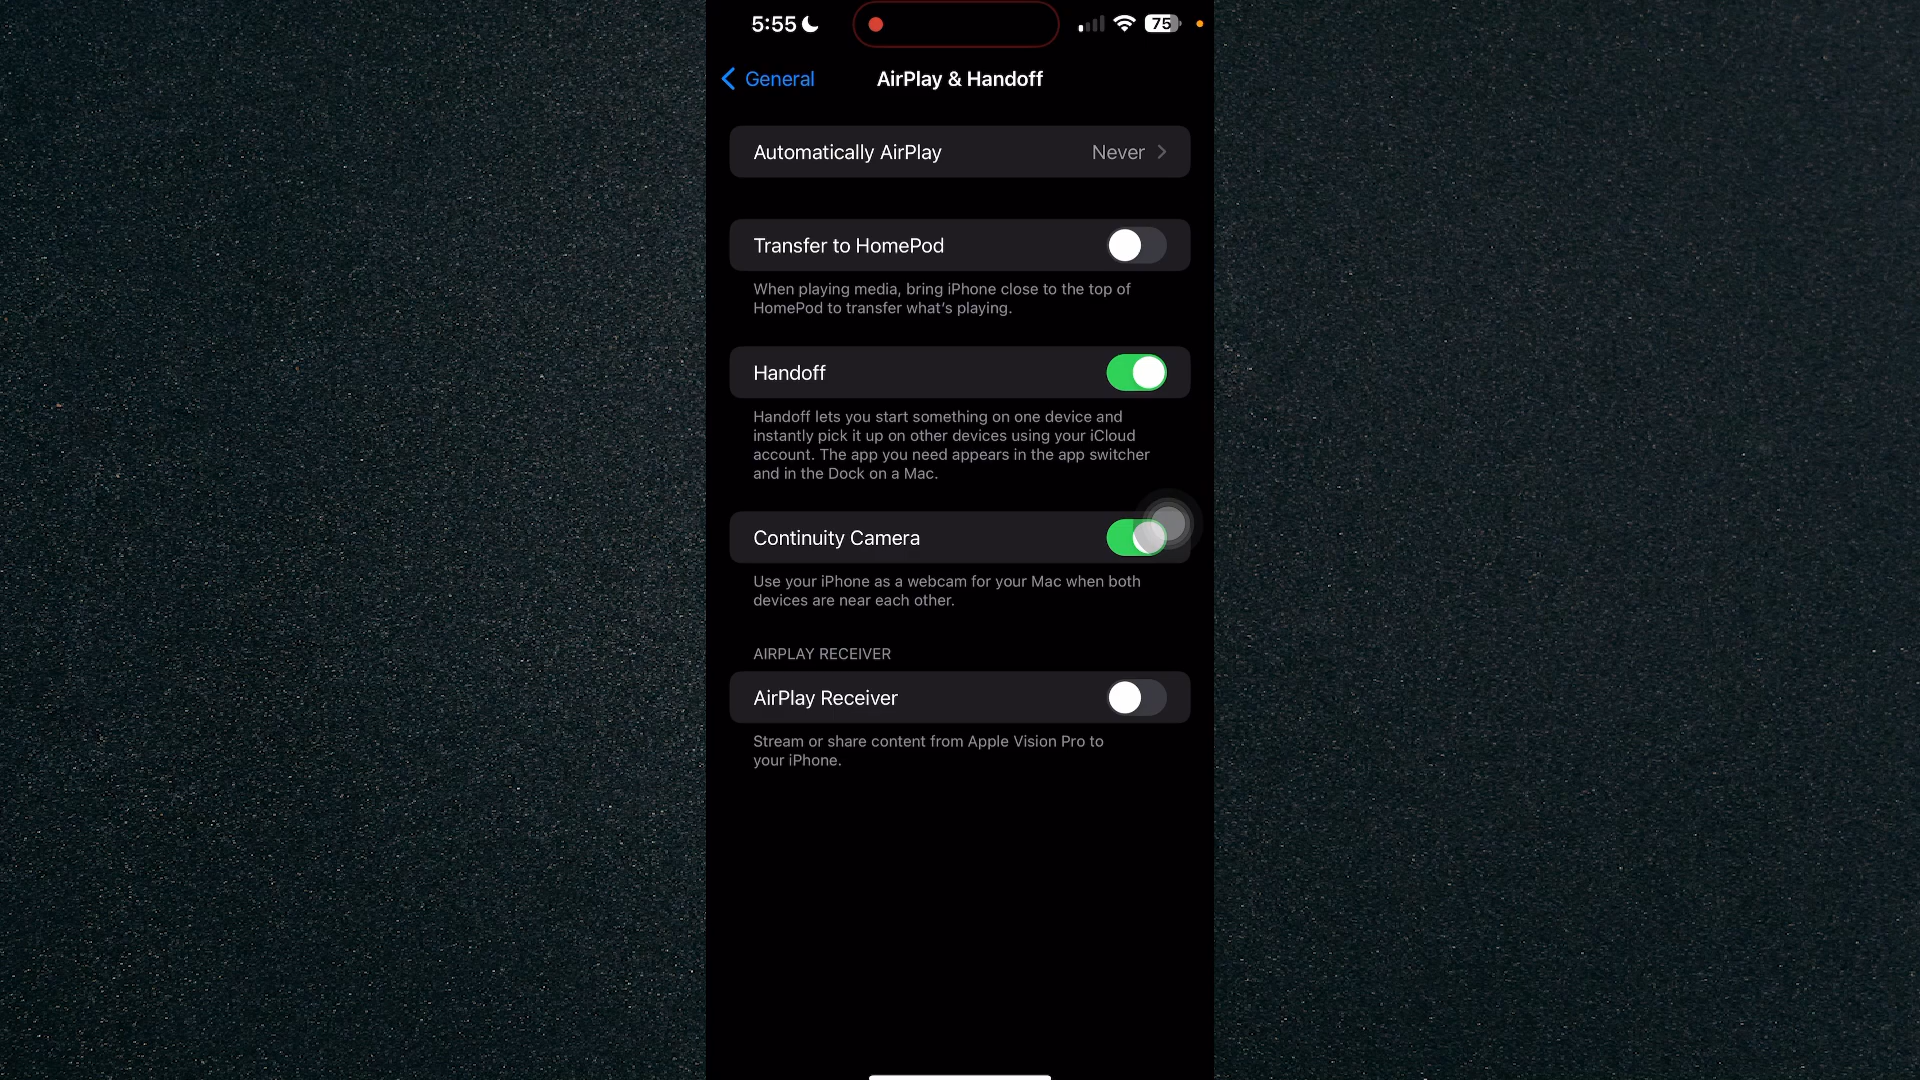 5:55
75
General
AirPlay & Handoff
Automatically AirPlay Never
Transfer to HomePod
When playing media, bring iPhone close to the top of
HomePod to transfer what's playing.
Handoff
Handoff lets you start something on one device and
instantly pick it up on other devices using your iCloud
account. The app you need appears in the app switcher
and in the Dock on a Mac.
Continuity Camera
Use your iPhone as a webcam for your Mac when both
devices are near each other.
AIRPLAY RECEIVER
AirPlay Receiver
Stream or share content from Apple Vision Pro to
your iPhone.